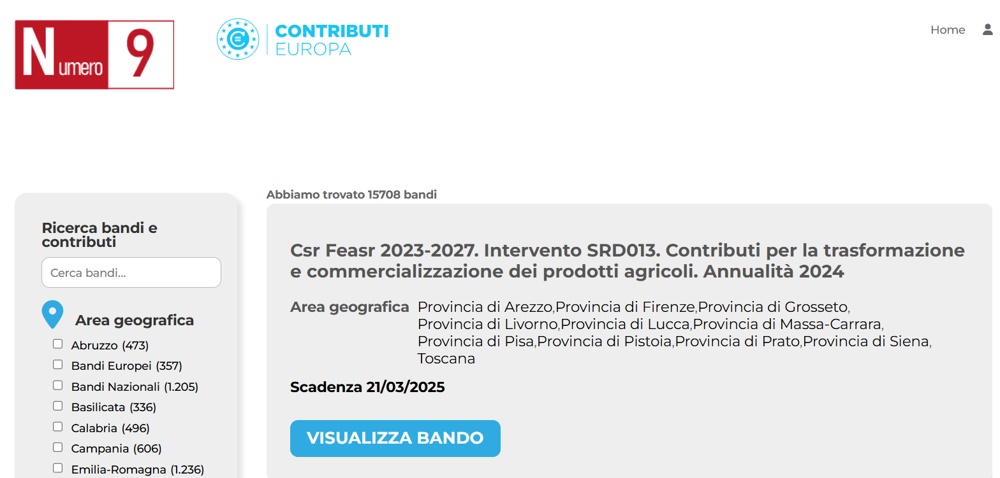 Numero 9
CONTRIBUTI
EUROPA
Home
Ricerca bandi e
contributi
Cerca bandi...
Area geografica
Abruzzo (473)
Bandi Europei (357)
Bandi Nazionali (1.205)
Basilicata (336)
Calabria (496)
Campania (606)
Emilia-Romagna (1.236)
Abbiamo trovato 15708 bandi
Csr Feasr 2023-2027. Intervento SRD013. Contributi per la trasformazione
e commercializzazione dei prodotti agricoli. Annualità 2024
Area geografica Provincia di Arezzo,Provincia di Firenze,Provincia di Grosseto,
Provincia di Livorno,Provincia di Lucca,Provincia di Massa-Carrara,
Provincia di Pisa,Provincia di Pistoia,Provincia di Prato,Provincia di Siena,
Toscana
Scadenza 21/03/2025
VISUALIZZA BANDO